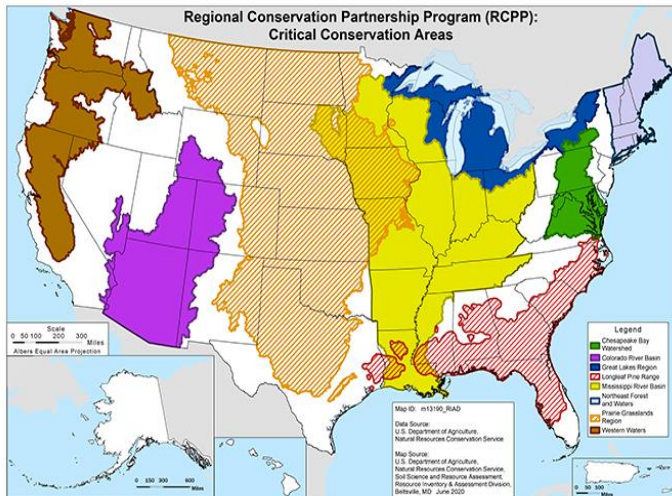 Regional Conservation Partnership Program (RCPP):
Critical Conservation Areas
Scale
0 50 100 200 300
Miles
Albers Equal Area Projection
Legend
Chesapeake Bay
Watershed
Colorado River Basin
Great Lakes Region
Longleaf Pine Range
Mississippi River Basin
Northeast Forest
and Waters
Prairie Grasslands
Region
Western Waters
Map ID: m13190_RIAD
Data Source:
U.S. Department of Agriculture,
Natural Resources Conservation Service
Map Source:
U.S. Department of Agriculture,
Natural Resources Conservation Service,
Soil Science and Resource Assessment,
Resource Inventory & Assessment Division,
Beltsville, MD June 2020
0 150 300 600
Miles
Miles
Miles